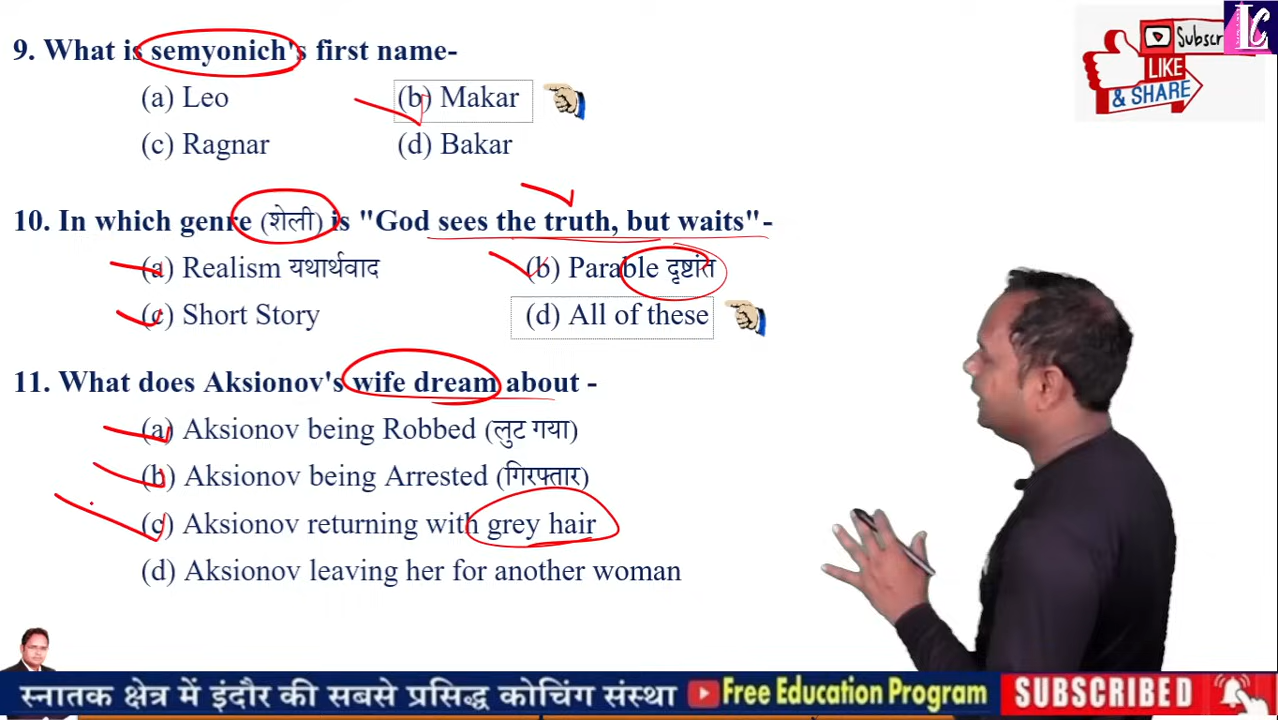 Subscr
LC
LIKE
& SHARE
9. What is semyonich's first name-
(a) Leo (b) Makar
(c) Ragnar (d) Bakar
10. In which genre (शेली) is "God sees the truth, but waits"-
(a) Realism यथार्थवाद (b) Parable दृष्टांत
(c) Short Story (d) All of these
11. What does Aksionov's wife dream about -
(a) Aksionov being Robbed (लुट गया)
(b) Aksionov being Arrested (गिरफ्तार)
(c) Aksionov returning with grey hair
(d) Aksionov leaving her for another woman
स्नातक क्षेत्र में इंदौर की सबसे प्रसिद्ध कोचिंग संस्था Free Education Program SUBSCRIBED